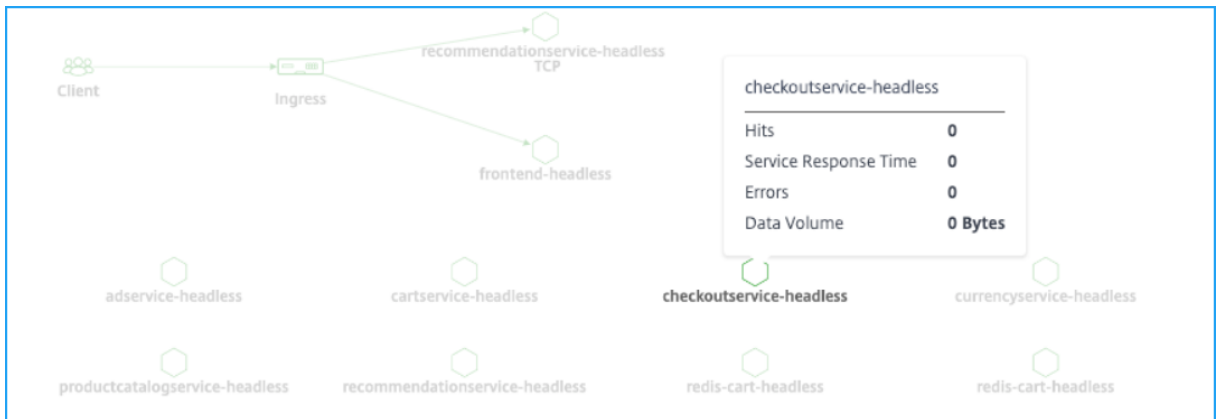 recommendationservice-headless
TCP
Client
Ingress
frontend-headless
checkoutservice-headless
Hits 0
Service Response Time 0
Errors 0
Data Volume 0 Bytes
adservice-headless
cartservice-headless
checkoutservice-headless
currencyservice-headless
productcatalogservice-headless
recommendationservice-headless
redis-cart-headless
redis-cart-headless